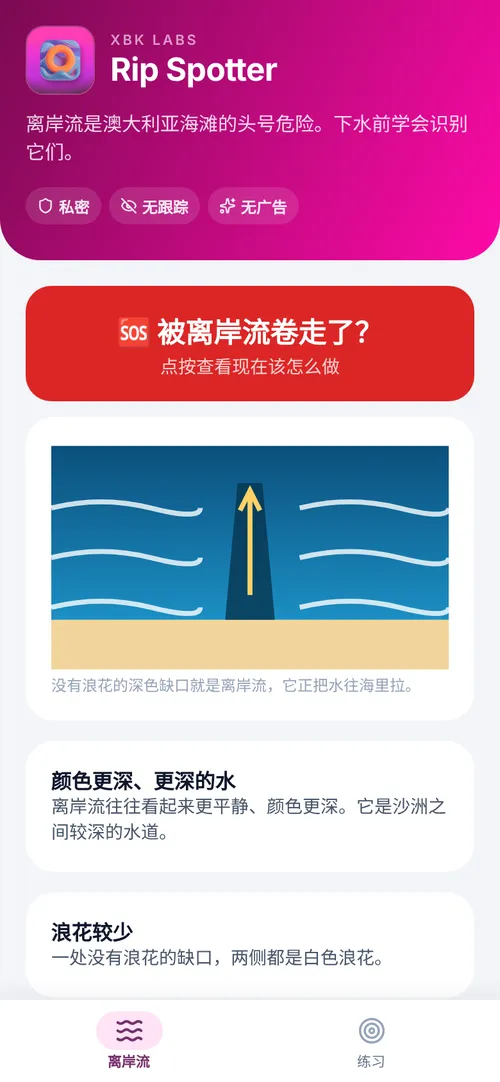 XBK LABS
Rip Spotter
离岸流是澳大利亚海滩的头号危险。下水前学会识别
它们。
私密
无跟踪
无广告
🆘 被离岸流卷走了？
点按查看现在该怎么做
没有浪花的深色缺口就是离岸流，它正把水往海里拉。
颜色更深、更深的水
离岸流往往看起来更平静、颜色更深。它是沙洲之
间较深的水道。
浪花较少
一处没有浪花的缺口，两侧都是白色浪花。
离岸流
练习